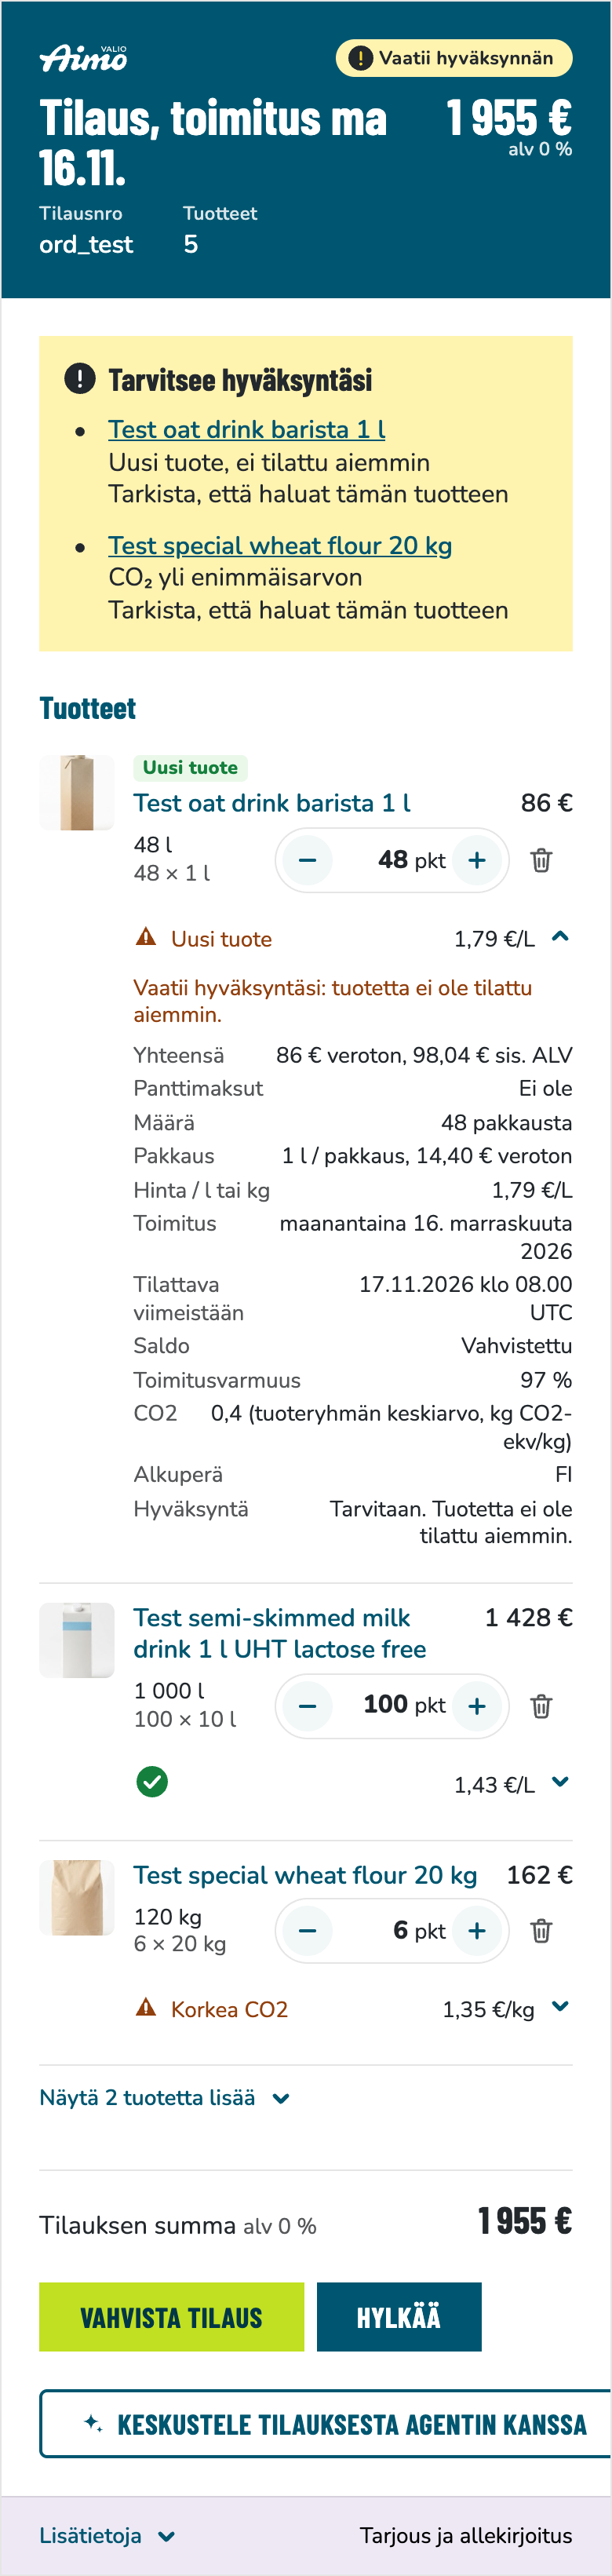 VALIO
Aimo
Vaatii hyväksynnän
Tilaus, toimitus ma
16.11.
1 955 €
alv 0 %
Tilausnro
Tuotteet
ord_test
5
Tarvitsee hyväksyntäsi
• Test oat drink barista 1 l
Uusi tuote, ei tilattu aiemmin
Tarkista, että haluat tämän tuotteen
• Test special wheat flour 20 kg
CO₂ yli enimmäisarvon
Tarkista, että haluat tämän tuotteen
Tuotteet
Uusi tuote
Test oat drink barista 1 l
86 €
48 l
48 × 1 l
− 48 pkt +
Uusi tuote
1,79 €/L
Vaatii hyväksyntäsi: tuotetta ei ole tilattu
aiemmin.
Yhteensä 86 € veroton, 98,04 € sis. ALV
Panttimaksut Ei ole
Määrä 48 pakkausta
Pakkaus 1 l / pakkaus, 14,40 € veroton
Hinta / l tai kg 1,79 €/L
Toimitus maanantaina 16. marraskuuta
2026
Tilattava 17.11.2026 klo 08.00
viimeistään UTC
Saldo Vahvistettu
Toimitusvarmuus 97 %
CO2 0,4 (tuoteryhmän keskiarvo, kg CO2-
ekv/kg)
Alkuperä FI
Hyväksyntä Tarvitaan. Tuotetta ei ole
tilattu aiemmin.
Test semi-skimmed milk 1 428 €
drink 1 l UHT lactose free
1 000 l
100 × 10 l
− 100 pkt +
1,43 €/L
Test special wheat flour 20 kg 162 €
120 kg
6 × 20 kg
− 6 pkt +
Korkea CO2 1,35 €/kg
Näytä 2 tuotetta lisää
Tilauksen summa alv 0 % 1 955 €
VAHVISTA TILAUS
HYLKÄÄ
KESKUSTELE TILAUKSESTA AGENTIN KANSSA
Lisätietoja
Tarjous ja allekirjoitus